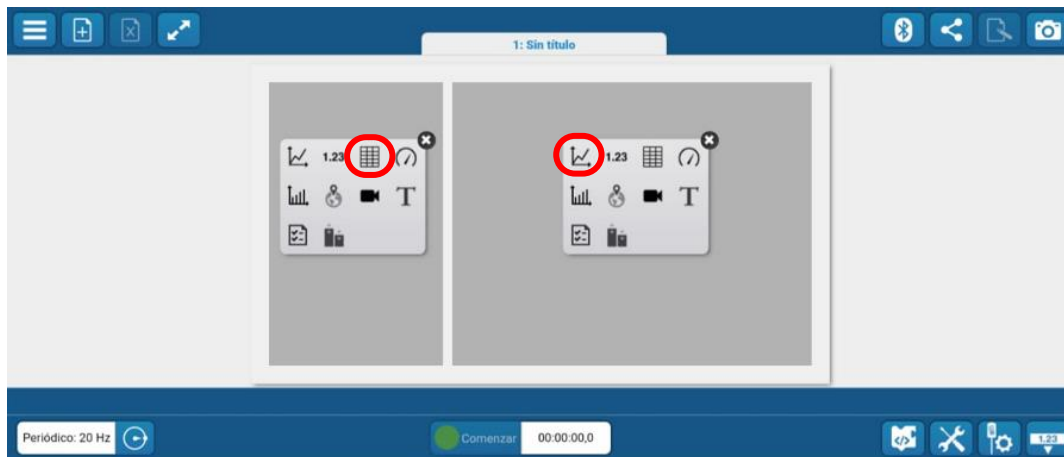 1: Sin título
1.23
T
1.23
T
Periódico: 20 Hz
Comenzar
00:00:00,0
1.23